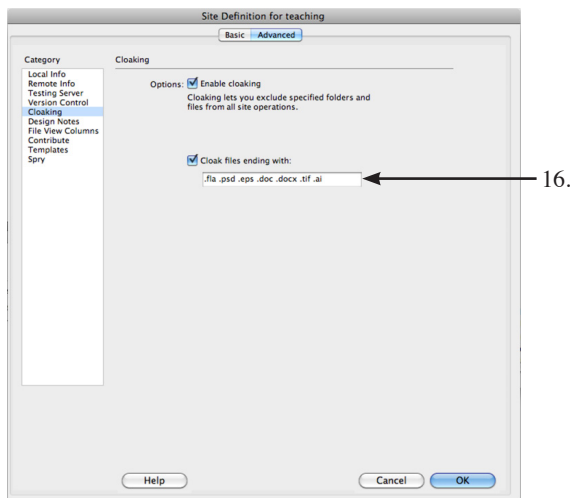 Site Definition for teaching
Basic Advanced
Category
Cloaking
Local Info
Remote Info
Testing Server
Version Control
Cloaking
Design Notes
File View Columns
Contribute
Templates
Spry
Options: Enable cloaking
Cloaking lets you exclude specified folders and
files from all site operations.
Cloak files ending with:
.fla .psd .eps .doc .docx .tif .ai
16.
Help
Cancel
OK